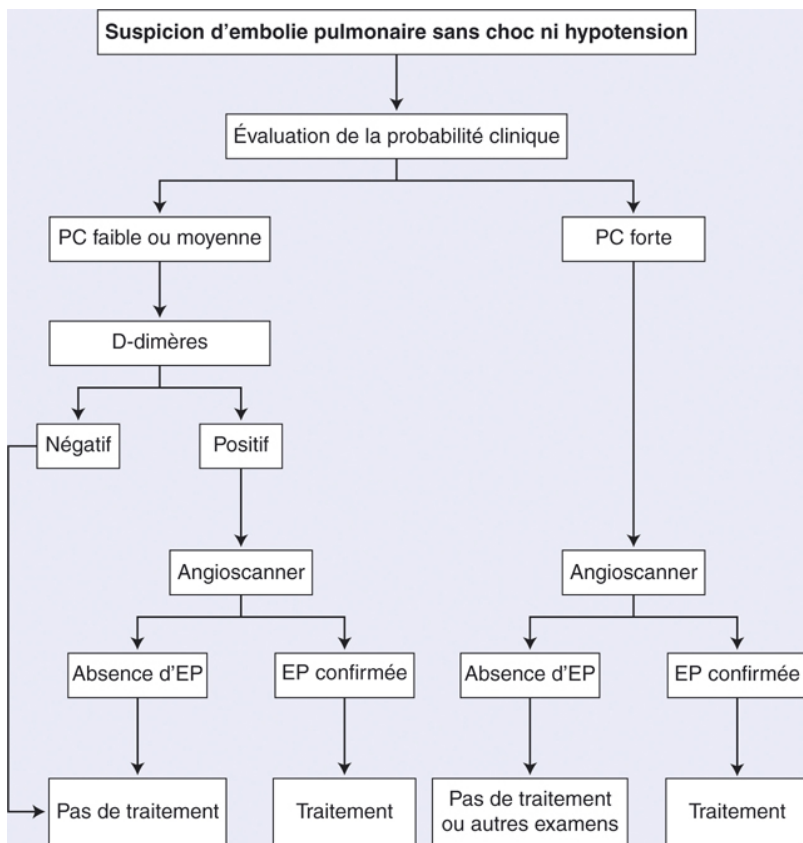 Suspicion d'embolie pulmonaire sans choc ni hypotension
Évaluation de la probabilité clinique
PC faible ou moyenne
PC forte
D-dimères
Négatif
Positif
Angioscanner
Angioscanner
Absence d'EP
EP confirmée
Absence d'EP
EP confirmée
Pas de traitement
Traitement
Pas de traitement
ou autres examens
Traitement